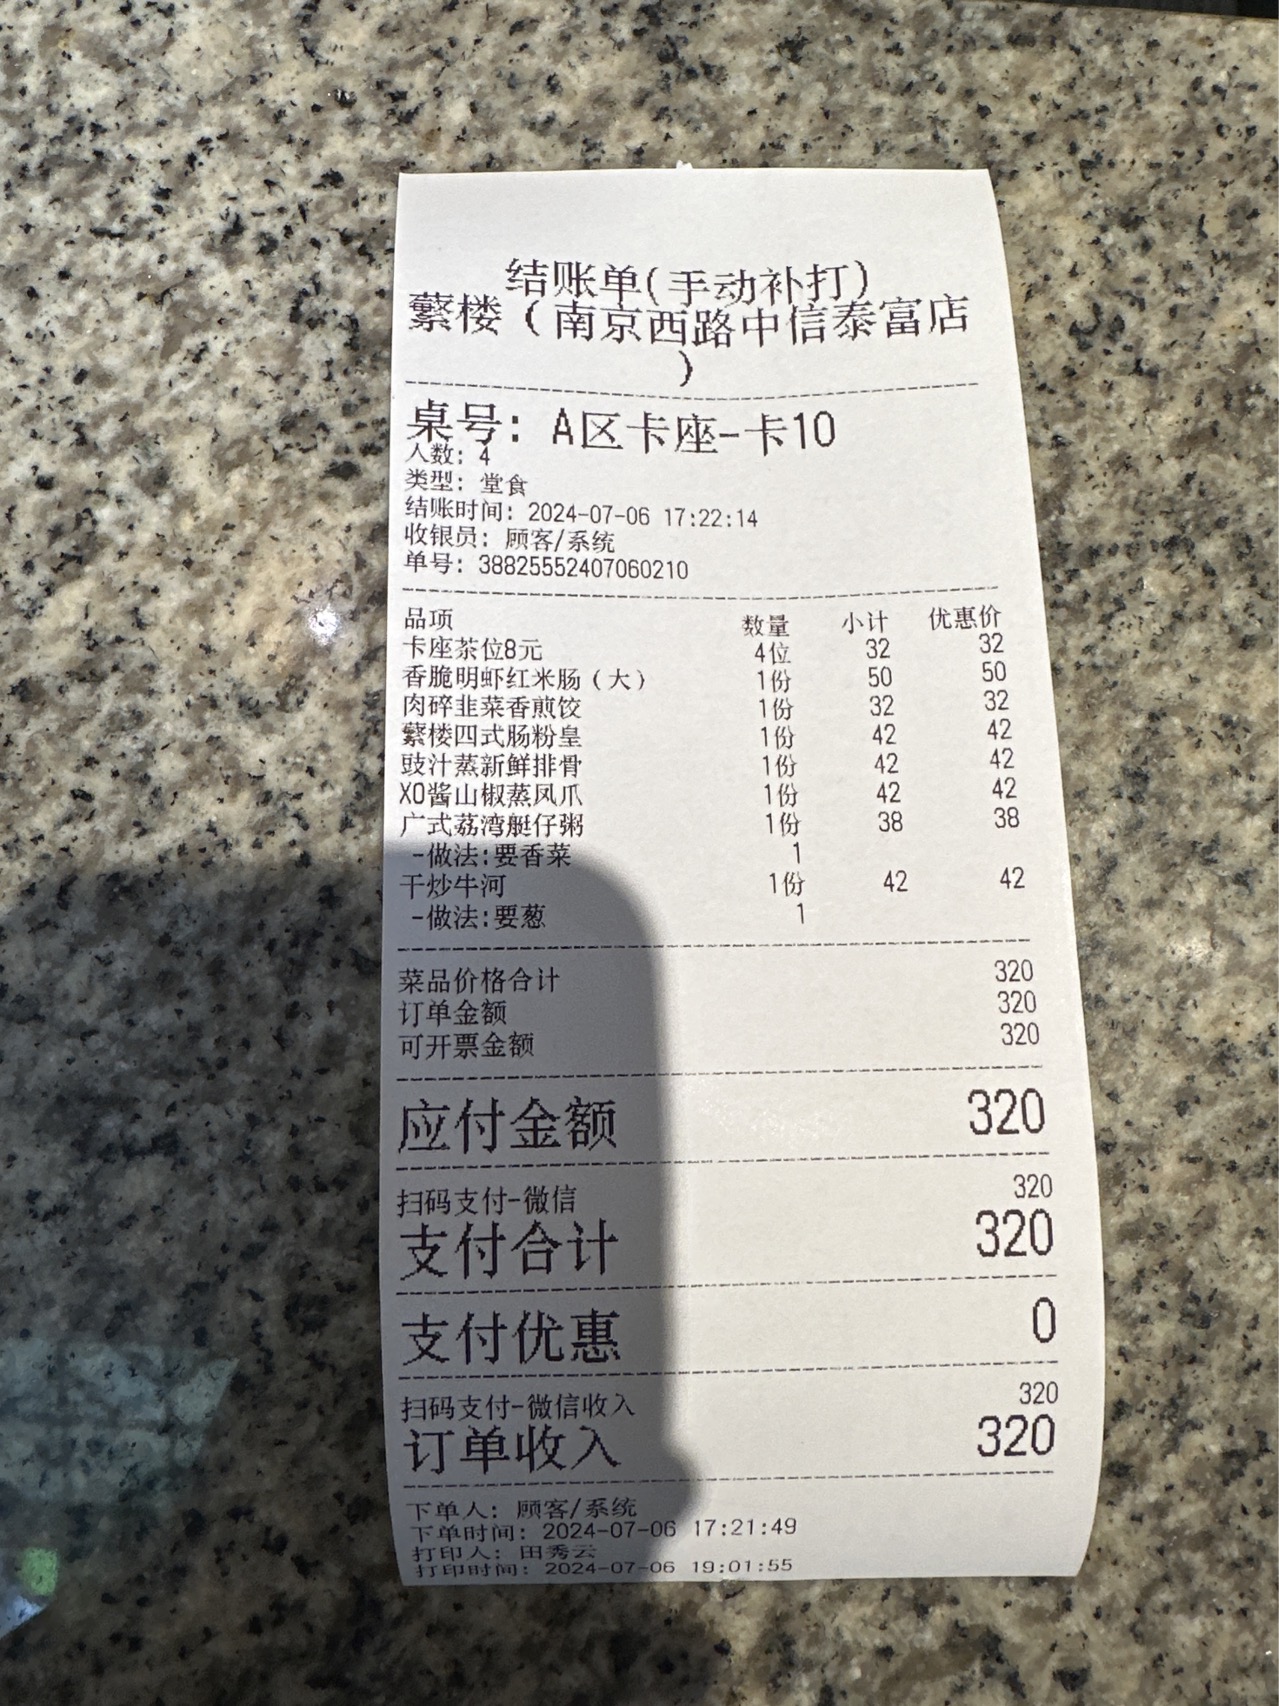 结账单(手动补打)
蘩楼（南京西路中信泰富店
）
桌号: A区卡座-卡10
人数: 4
类型: 堂食
结账时间: 2024-07-06 17:22:14
收银员: 顾客/系统
单号: 38825552407060210
品项 数量 小计 优惠价
卡座茶位8元 4位 32 32
香脆明虾红米肠（大） 1份 50 50
肉碎韭菜香煎饺 1份 32 32
蘩楼四式肠粉皇 1份 42 42
豉汁蒸新鲜排骨 1份 42 42
XO酱山椒蒸凤爪 1份 42 42
广式荔湾艇仔粥 1份 38 38
-做法:要香菜 1
干炒牛河 1份 42 42
-做法:要葱 1
菜品价格合计 320
订单金额 320
可开票金额 320
应付金额 320
扫码支付-微信 320
支付合计 320
支付优惠 0
扫码支付-微信收入 320
订单收入 320
下单人: 顾客/系统
下单时间: 2024-07-06 17:21:49
打印人: 田秀云
打印时间: 2024-07-06 19:01:55